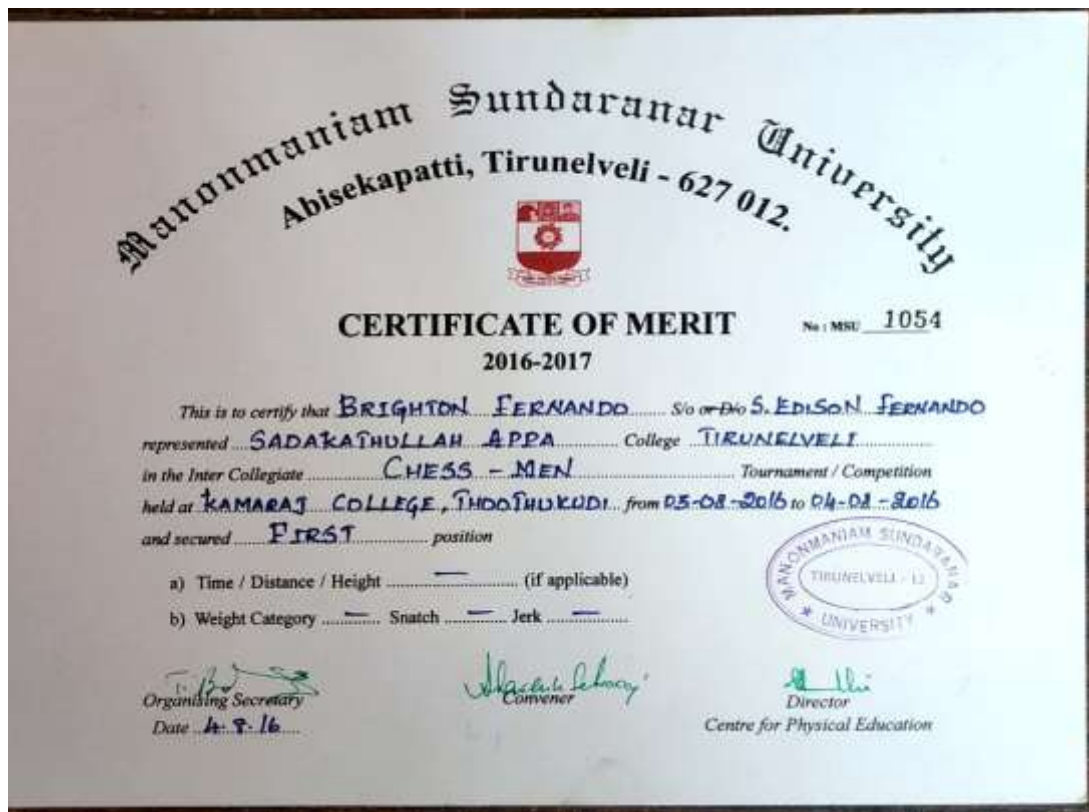 Manonmaniam Sundaranar University
Abisekapatti, Tirunelveli - 627 012.
CERTIFICATE OF MERIT No : MSU 1054
2016-2017
This is to certify that BRIGHTON FERNANDO S/o or D/o S. EDISON FERNANDO
represented SADAKATHULLAH APPA College TIRUNELVELI
in the Inter Collegiate CHESS - MEN Tournament / Competition
held at KAMARAJ COLLEGE, THOOTHUKUDI from 03-08-2016 to 04-08-2016
and secured FIRST position
a) Time / Distance / Height — (if applicable)
b) Weight Category — Snatch — Jerk —
MANONMANIAM SUNDARANAR
TIRUNELVELI - 12
* UNIVERSITY *
Organising Secretary Convener Director
Date 4.8.16 Centre for Physical Education